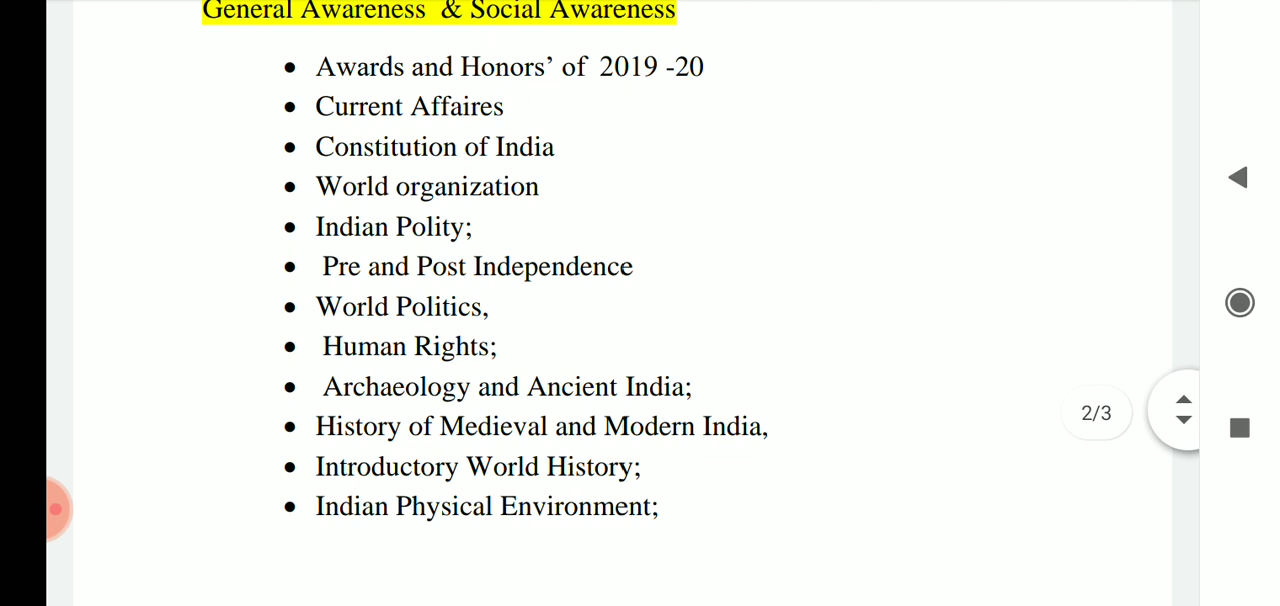 General Awareness & Social Awareness
Awards and Honors’ of 2019 -20
Current Affaires
Constitution of India
World organization
Indian Polity;
Pre and Post Independence
World Politics,
Human Rights;
Archaeology and Ancient India;
History of Medieval and Modern India,
Introductory World History;
Indian Physical Environment;
2/3